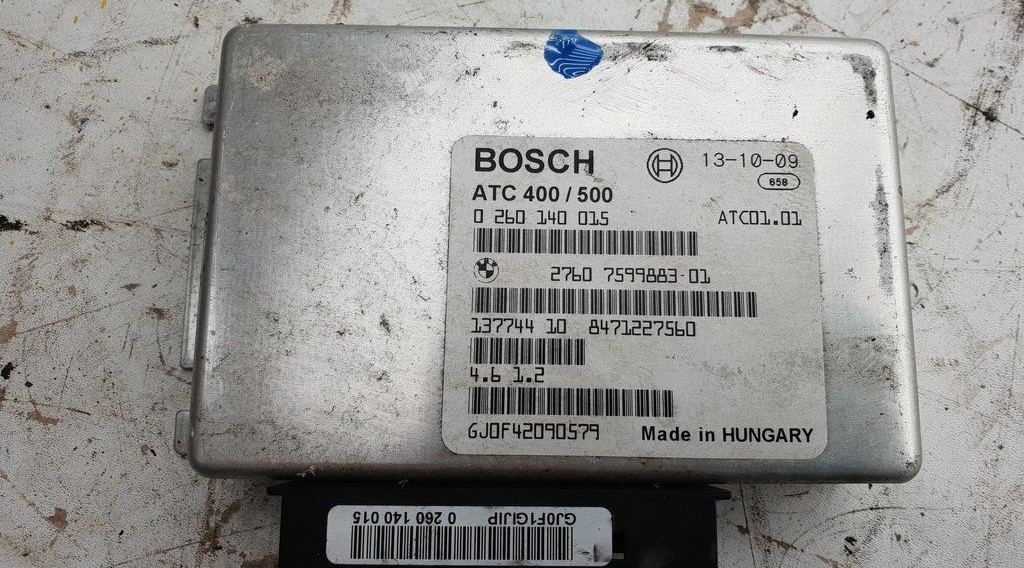 BOSCH 13-10-09
658
ATC 400 / 500
0 260 140 015 ATC01.01
2760 7599883-01
137744 10 8471227560
4.6 1.2
GJ0F42090579 Made in HUNGARY
GJ0F1GIJIP
0 260 140 015